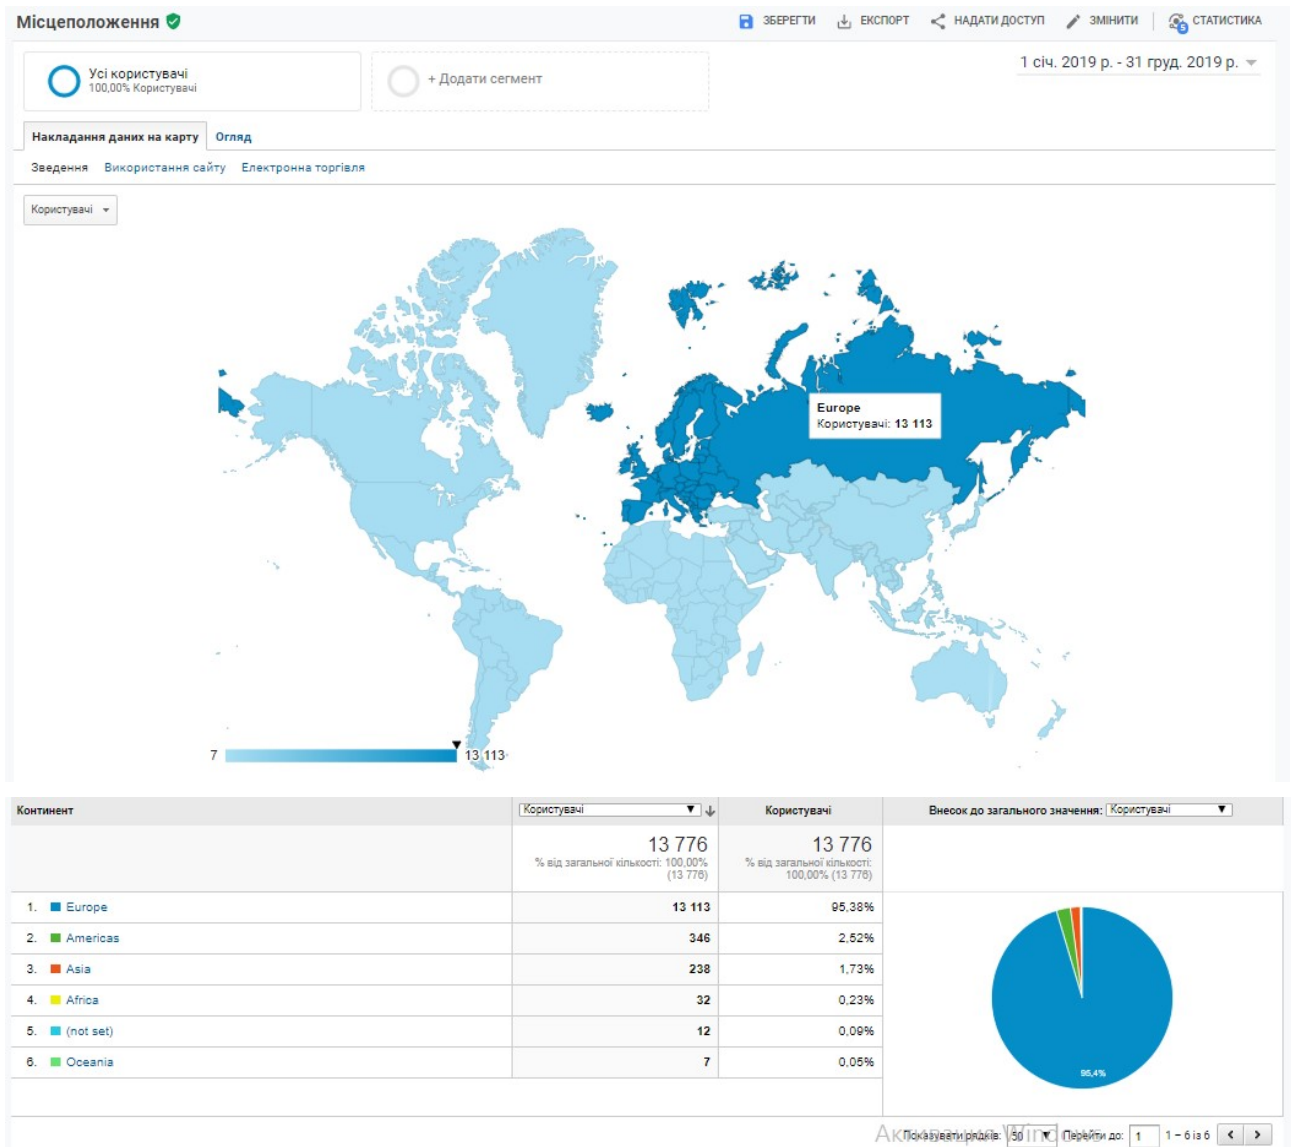 Місцеположення
ЗБЕРЕГТИ ЕКСПОРТ НАДАТИ ДОСТУП ЗМІНИТИ 5 СТАТИСТИКА
Усі користувачі
100,00% Користувачі
+ Додати сегмент
1 січ. 2019 р. - 31 груд. 2019 р.
Накладання даних на карту Огляд
Зведення Використання сайту Електронна торгівля
Користувачі
Europe
Користувачі: 13 113
7 13 113
Континент Користувачі Користувачі Внесок до загального значення: Користувачі
13 776 13 776
% від загальної кількості: 100,00% % від загальної кількості:
(13 776) 100,00% (13 776)
1. Europe 13 113 95,38%
2. Americas 346 2,52%
3. Asia 238 1,73%
4. Africa 32 0,23%
5. (not set) 12 0,09%
6. Oceania 7 0,05%
95,4%
Активация Windows
Показувати рядків: 50 Перейти до: 1 1 – 6 із 6